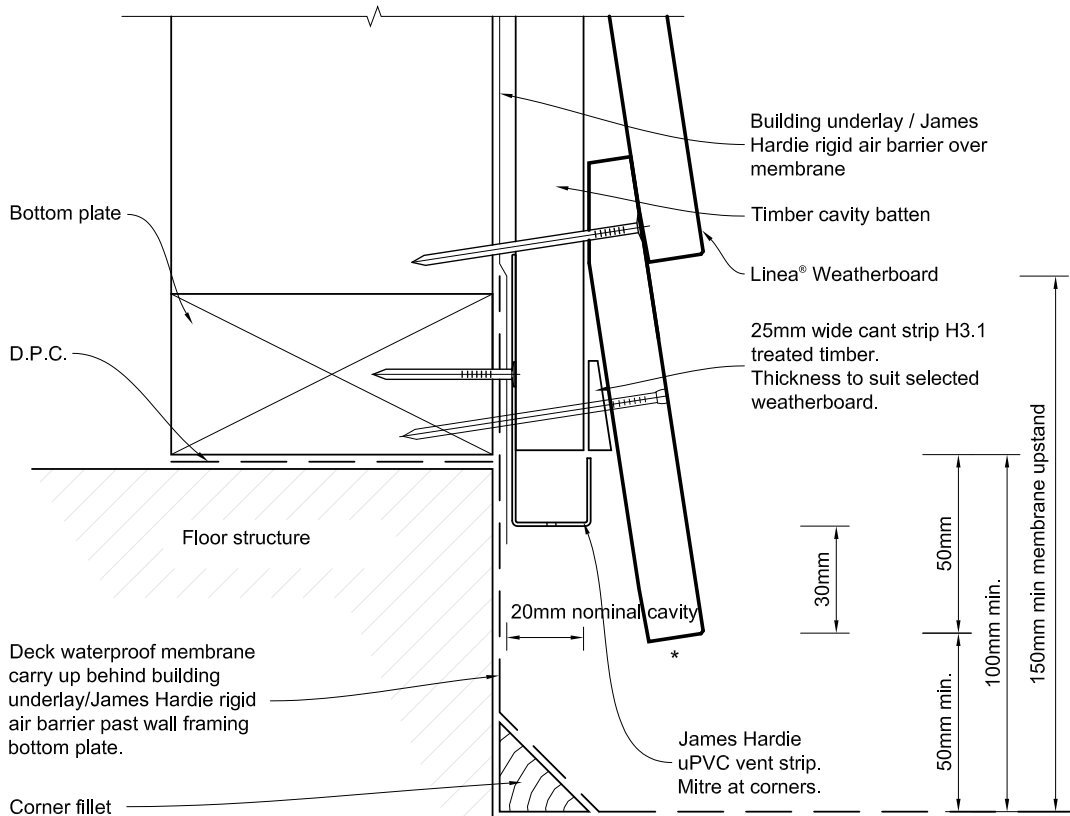 Building underlay / James
Hardie rigid air barrier over
membrane
Bottom plate
Timber cavity batten
Linea® Weatherboard
25mm wide cant strip H3.1
treated timber.
Thickness to suit selected
weatherboard.
D.P.C.
Floor structure
20mm nominal cavity
30mm
50mm
50mm min.
100mm min.
150mm min membrane upstand
*
Deck waterproof membrane
carry up behind building
underlay/James Hardie rigid
air barrier past wall framing
bottom plate.
James Hardie
uPVC vent strip.
Mitre at corners.
Corner fillet